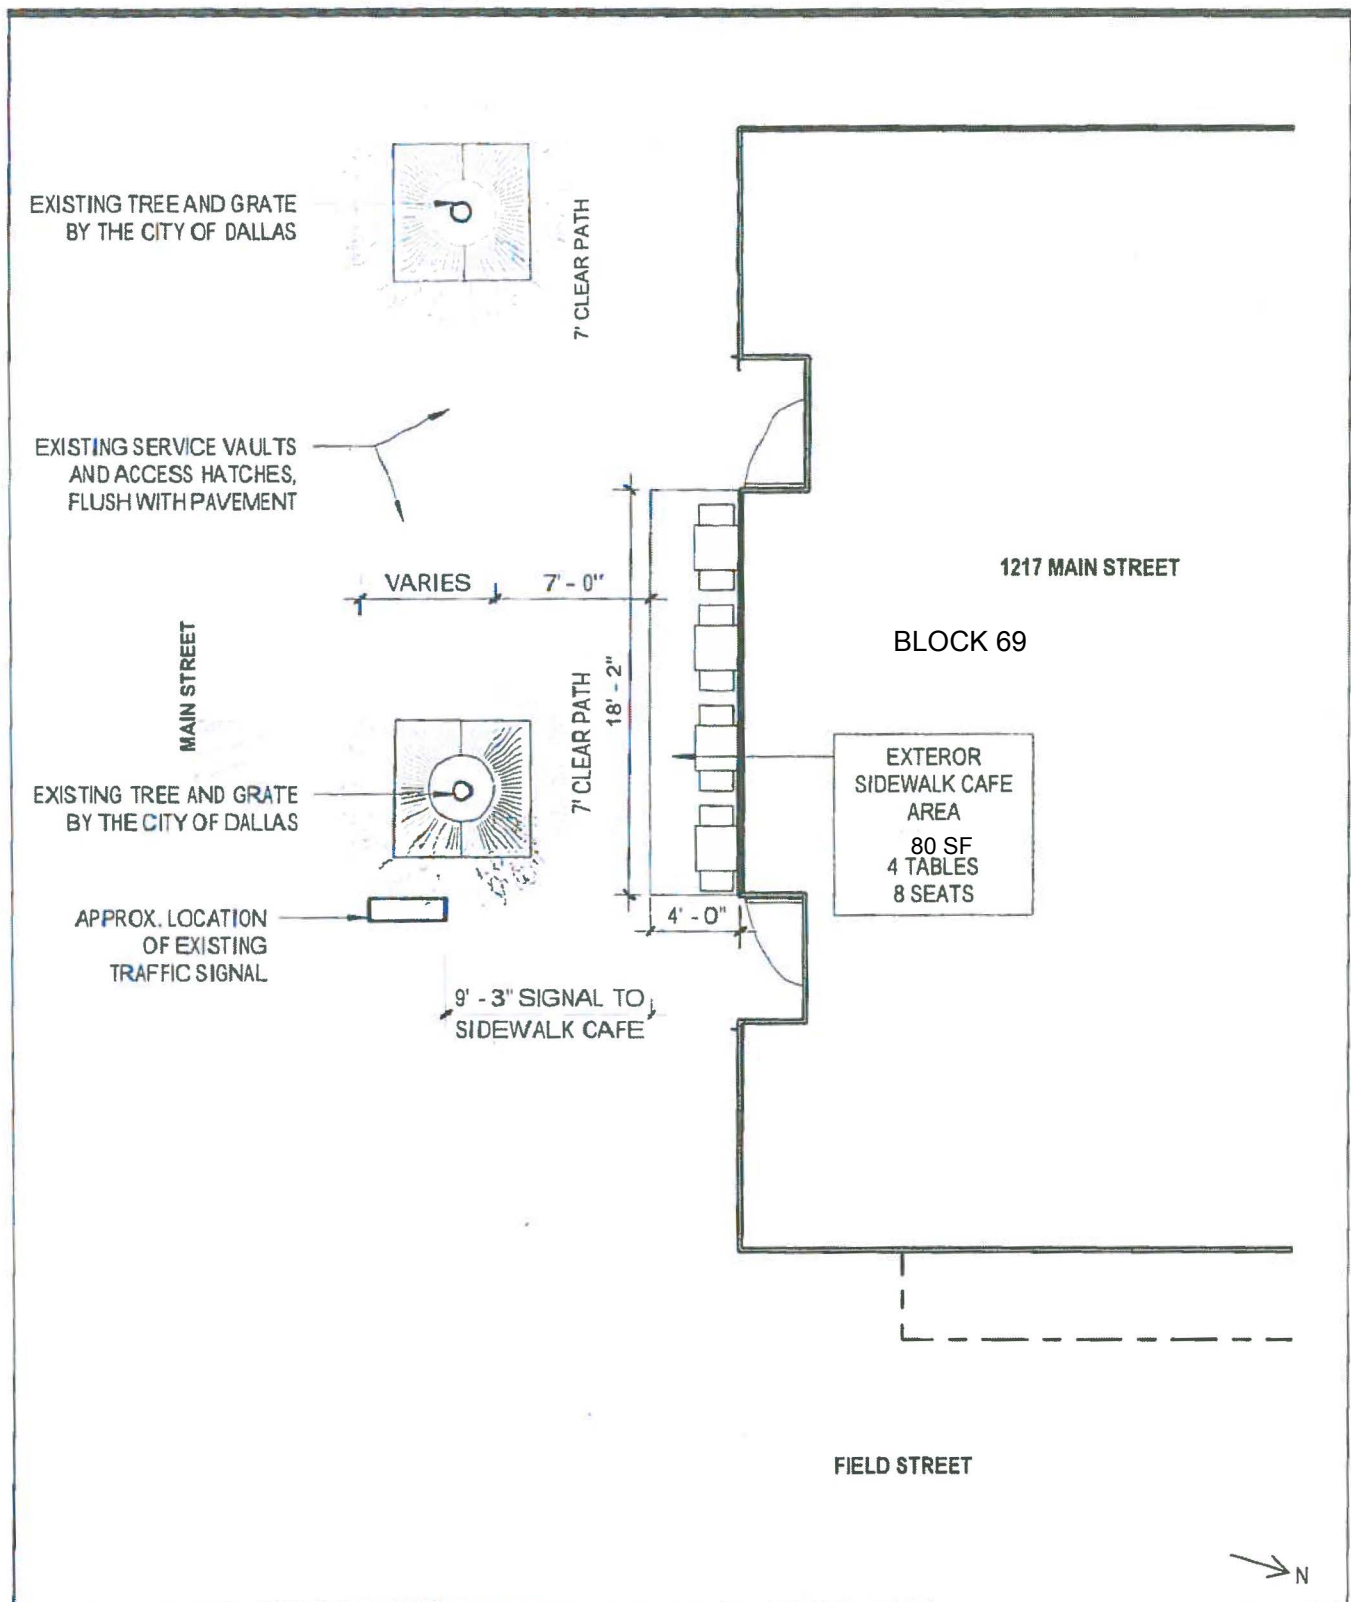 EXISTING TREE AND GRATE
BY THE CITY OF DALLAS
7' CLEAR PATH
EXISTING SERVICE VAULTS
AND ACCESS HATCHES,
FLUSH WITH PAVEMENT
1217 MAIN STREET
VARIES
7' - 0"
BLOCK 69
MAIN STREET
18' - 2"
7' CLEAR PATH
EXTEROR
SIDEWALK CAFE
AREA
80 SF
4 TABLES
8 SEATS
EXISTING TREE AND GRATE
BY THE CITY OF DALLAS
APPROX. LOCATION
OF EXISTING
TRAFFIC SIGNAL
4' - 0"
9' - 3" SIGNAL TO
SIDEWALK CAFE
FIELD STREET
N